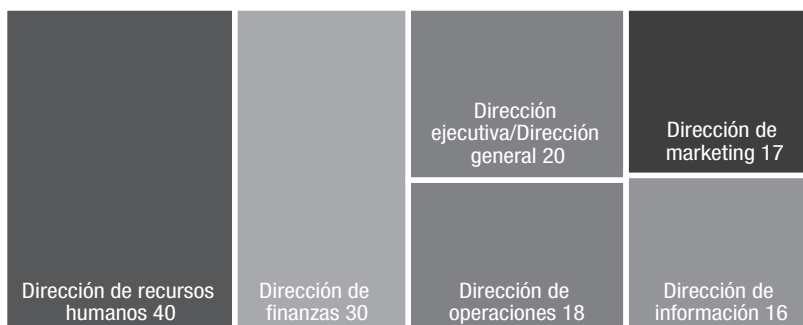 Dirección de recursos
humanos 40
Dirección de
finanzas 30
Dirección
ejecutiva/Dirección
general 20
Dirección de
operaciones 18
Dirección de
marketing 17
Dirección de
información 16